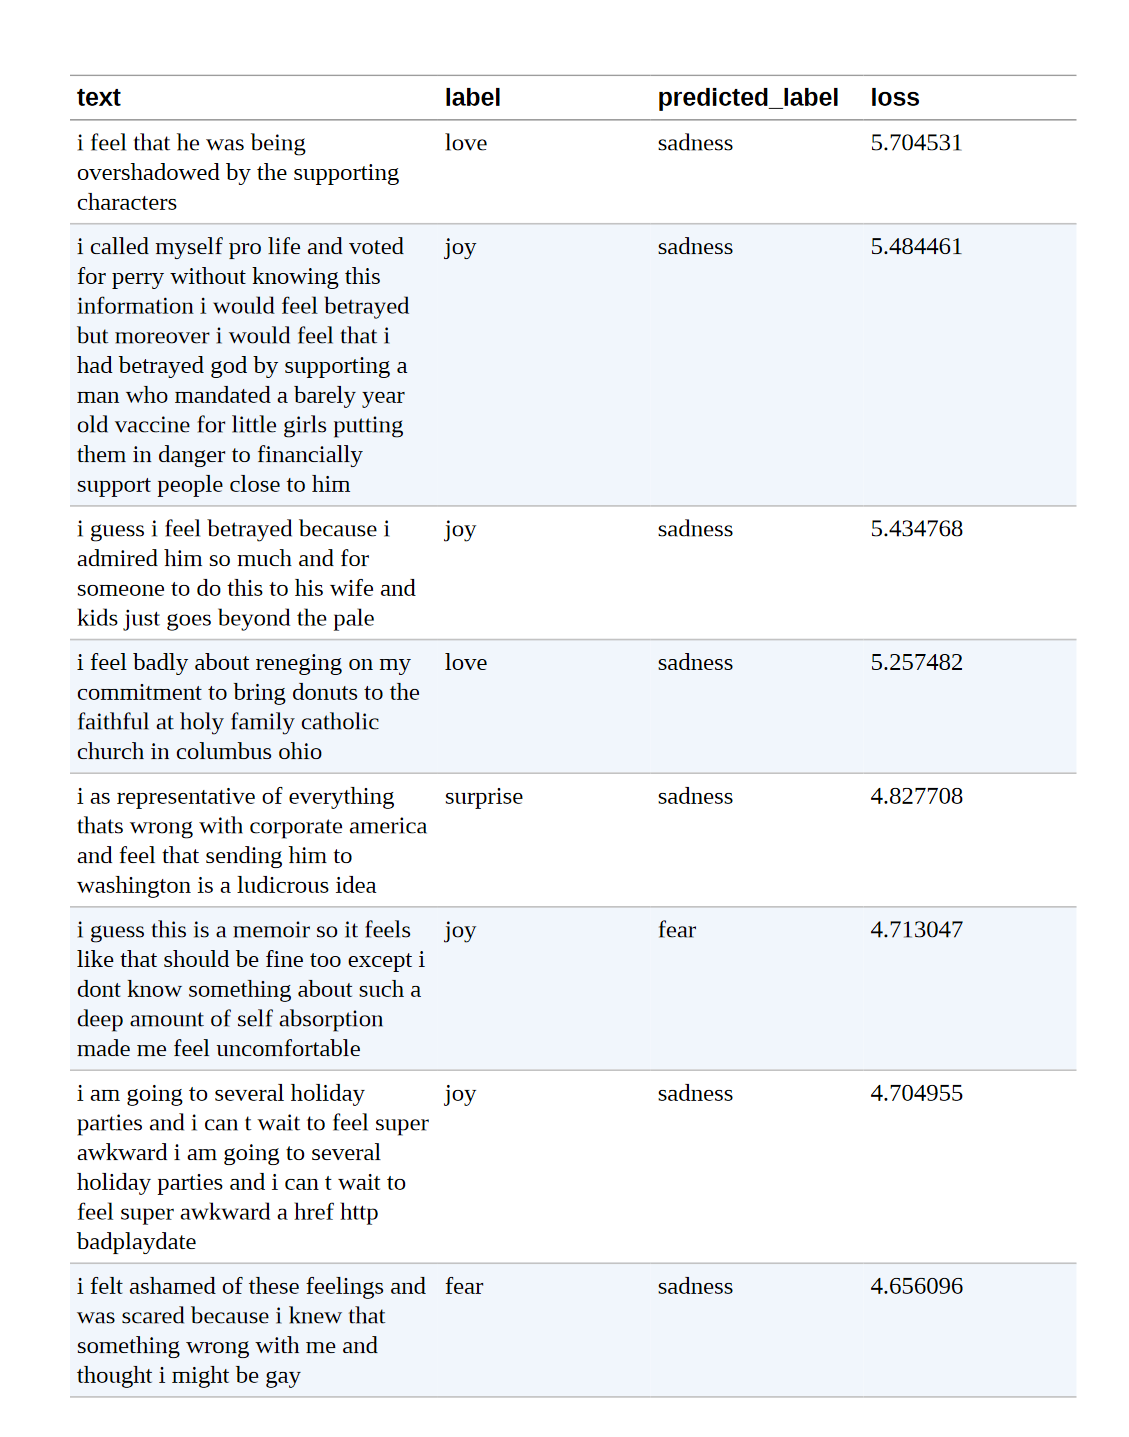 text label predicted_label loss
i feel that he was being love sadness 5.704531
overshadowed by the supporting
characters
i called myself pro life and voted joy sadness 5.484461
for perry without knowing this
information i would feel betrayed
but moreover i would feel that i
had betrayed god by supporting a
man who mandated a barely year
old vaccine for little girls putting
them in danger to financially
support people close to him
i guess i feel betrayed because i joy sadness 5.434768
admired him so much and for
someone to do this to his wife and
kids just goes beyond the pale
i feel badly about reneging on my love sadness 5.257482
commitment to bring donuts to the
faithful at holy family catholic
church in columbus ohio
i as representative of everything surprise sadness 4.827708
thats wrong with corporate america
and feel that sending him to
washington is a ludicrous idea
i guess this is a memoir so it feels joy fear 4.713047
like that should be fine too except i
dont know something about such a
deep amount of self absorption
made me feel uncomfortable
i am going to several holiday joy sadness 4.704955
parties and i can t wait to feel super
awkward i am going to several
holiday parties and i can t wait to
feel super awkward a href http
badplaydate
i felt ashamed of these feelings and fear sadness 4.656096
was scared because i knew that
something wrong with me and
thought i might be gay